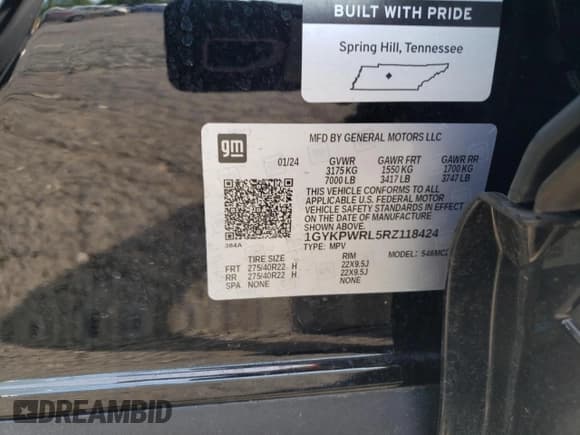 BUILT WITH PRIDE
Spring Hill, Tennessee
gm
MFD BY GENERAL MOTORS LLC
01/24 GVWR GAWR FRT GAWR RR
3175 KG 1550 KG 1700 KG
7000 LB 3417 LB 3747 LB
THIS VEHICLE CONFORMS TO ALL
APPLICABLE U.S. FEDERAL MOTOR
VEHICLE SAFETY STANDARDS IN EFFECT
ON THE DATE OF MANUFACTURE
SHOWN ABOVE.
1GYKPWRL5RZ118424
TYPE: MPV MODEL:
384A
TIRE SIZE RIM
FRT 275/40R22 H 22X9.5J
RR 275/40R22 H 22X9.5J
SPA NONE NONE
DREAMBID